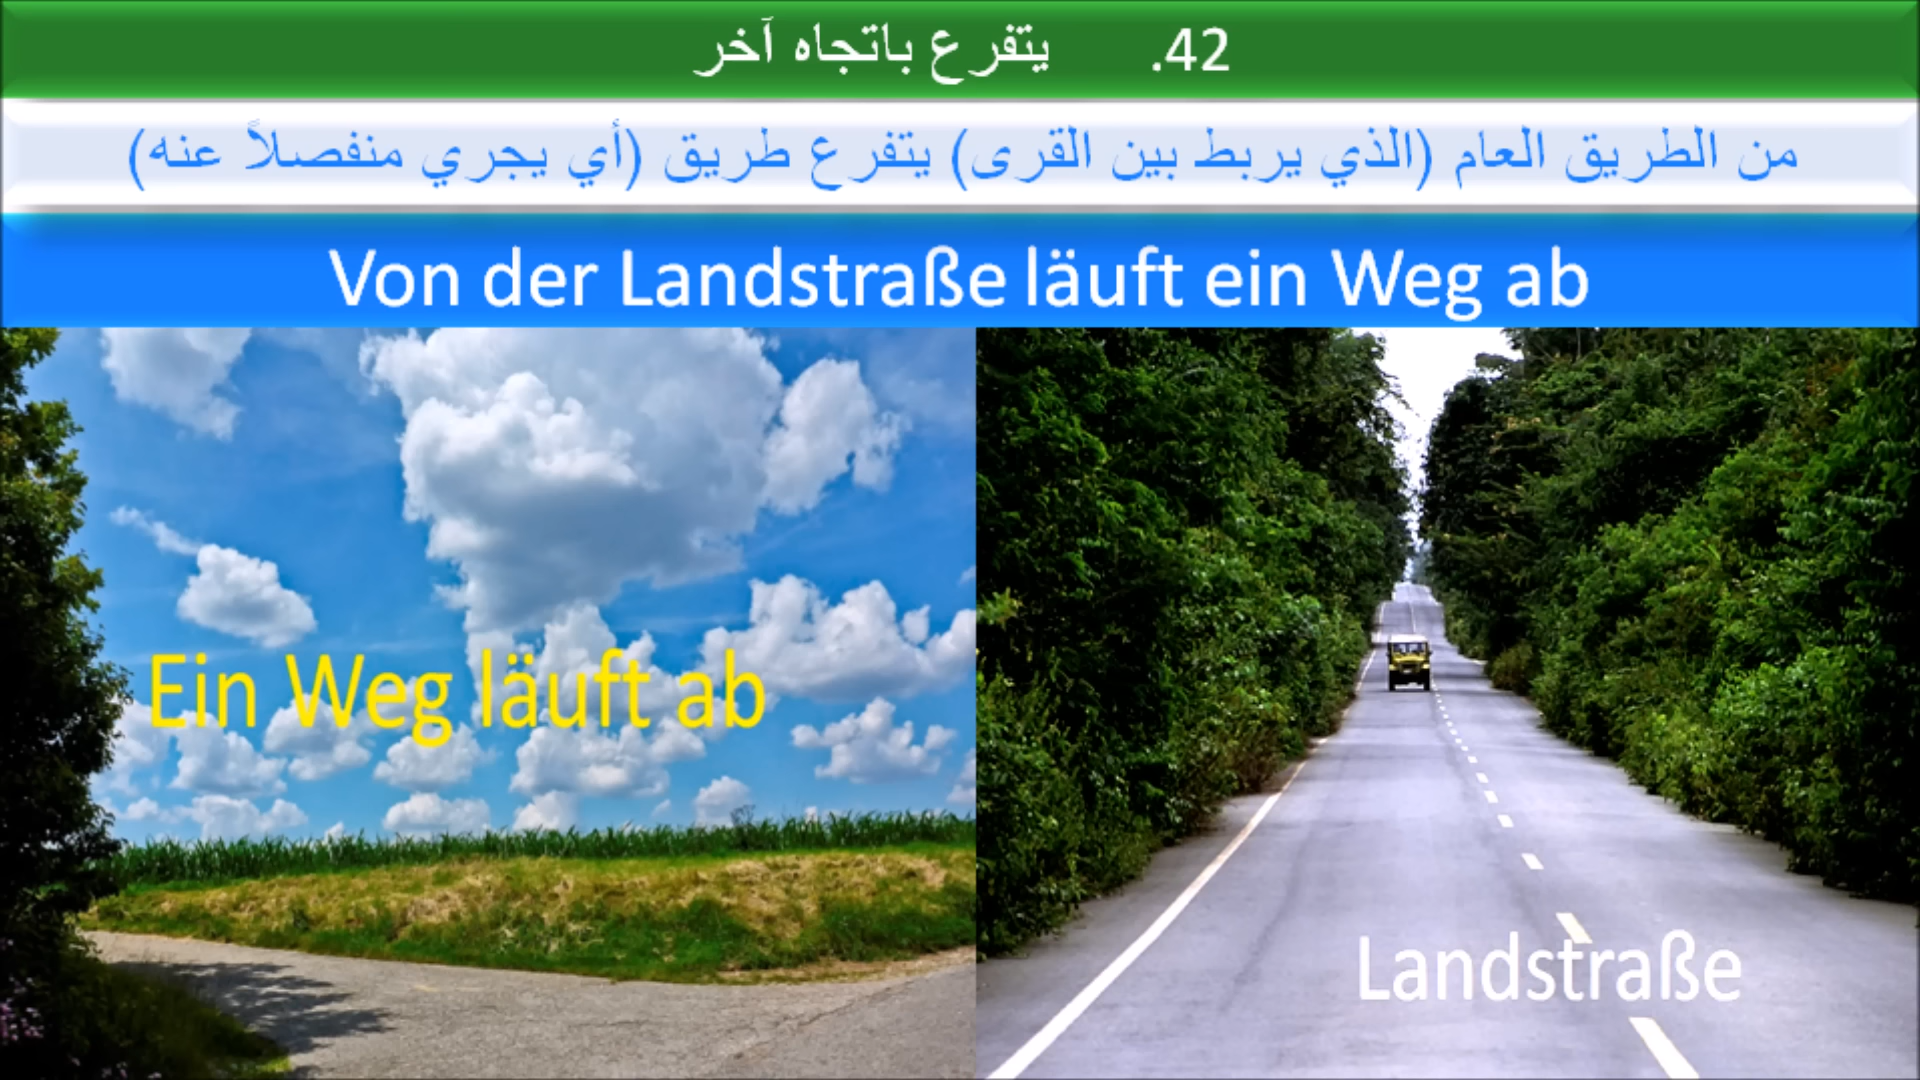 42. يتفرع باتجاه آخر
من الطريق العام (الذي يربط بين القرى) يتفرع طريق (أي يجري منفصلاً عنه)
Von der Landstraße läuft ein Weg ab
Ein Weg läuft ab
Landstraße